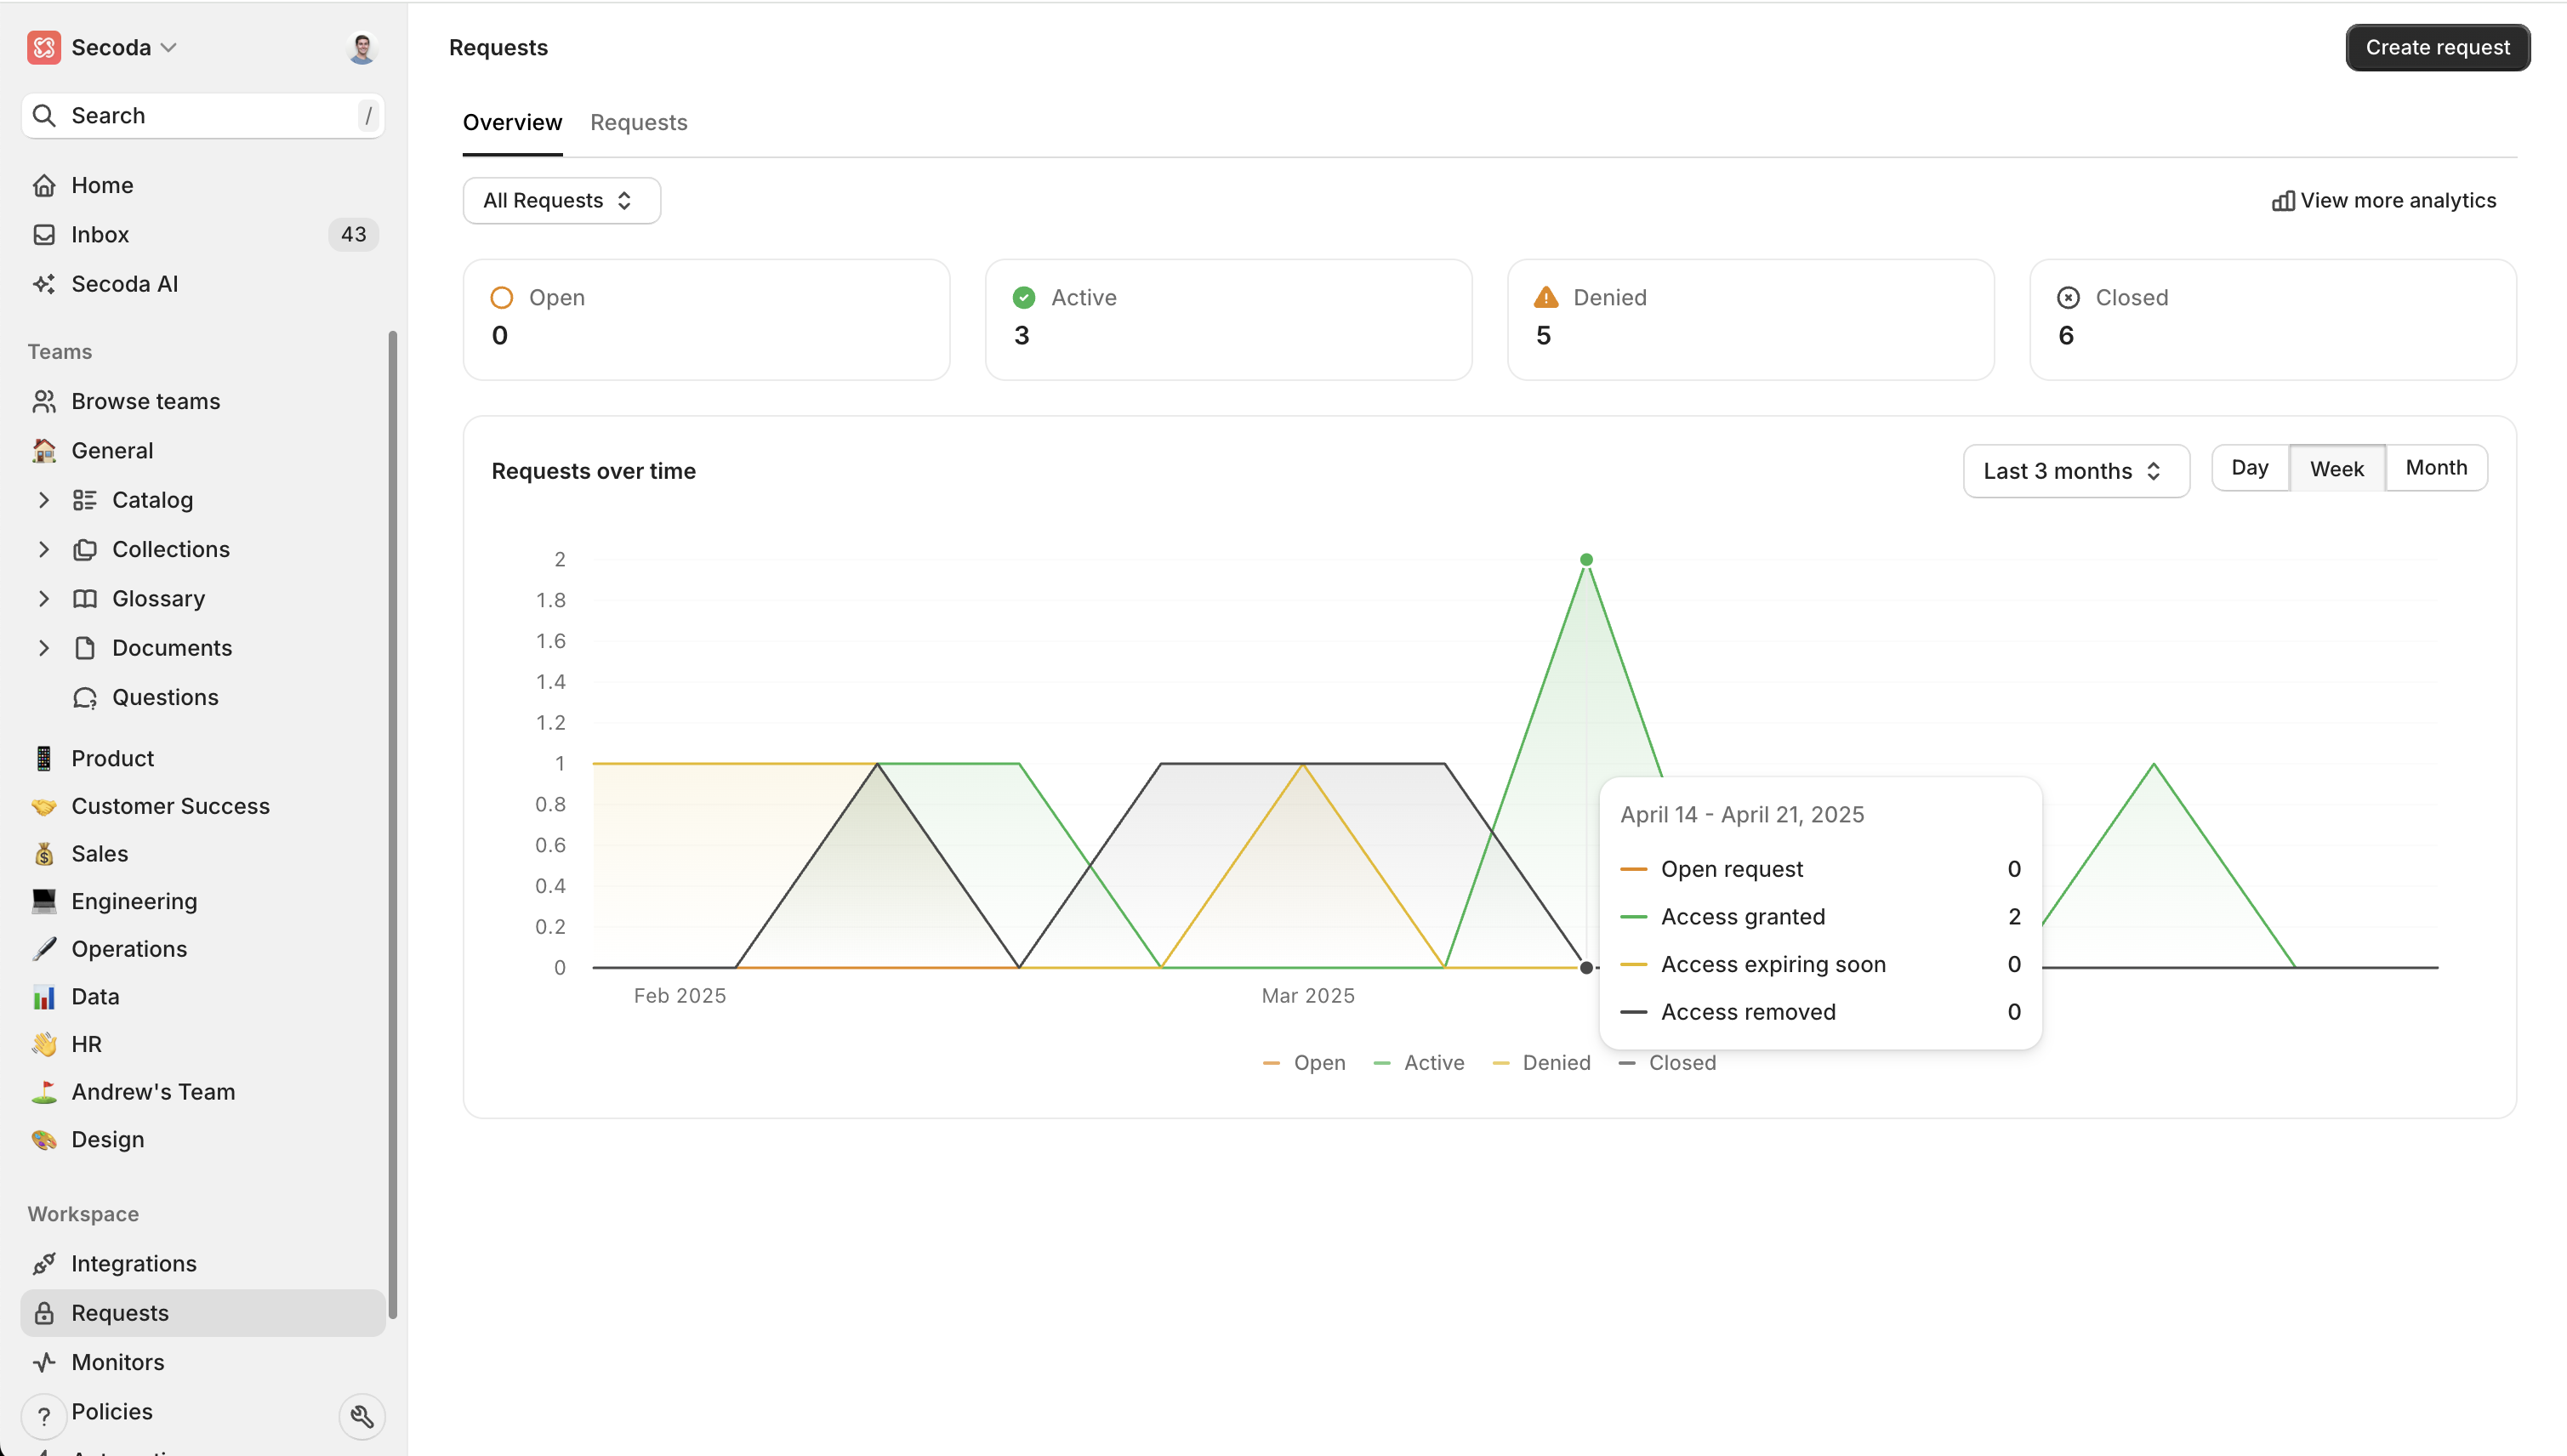 Secoda
Search /
Home
Inbox 43
Secoda AI
Teams
Browse teams
General
Catalog
Collections
Glossary
Documents
Questions
Product
Customer Success
Sales
Engineering
Operations
Data
HR
Andrew's Team
Design
Workspace
Integrations
Requests
Monitors
? Policies
Requests
Create request
Overview Requests
All Requests
View more analytics
Open
0
Active
3
Denied
5
Closed
6
Requests over time
Last 3 months
Day Week Month
2
1.8
1.6
1.4
1.2
1
0.8
0.6
0.4
0.2
0
Feb 2025 Mar 2025
April 14 - April 21, 2025
Open request 0
Access granted 2
Access expiring soon 0
Access removed 0
Open Active Denied Closed